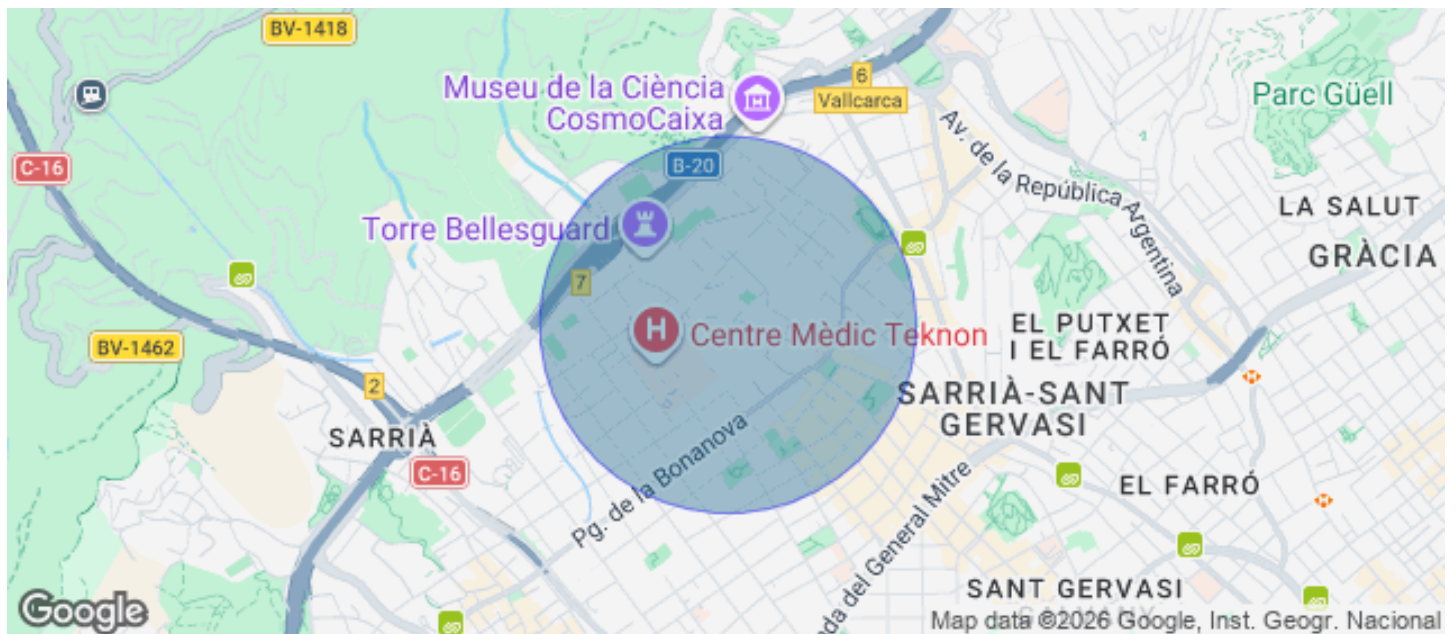 BV-1418
Museu de la Ciència
CosmoCaixa
6
Vallcarca
Parc Güell
Av. de la República Argentina
C-16
B-20
LA SALUT
Torre Bellesguard
GRÀCIA
7
H
Centre Mèdic Teknon
EL PUTXET
I EL FARRÓ
BV-1462
2
SARRIÀ-SANT
GERVASI
SARRIÀ
C-16
Pg. de la Bonanova
EL FARRÓ
nda del General Mitre
SANT GERVASI
Google
Map data ©2026 Google, Inst. Geogr. Nacional